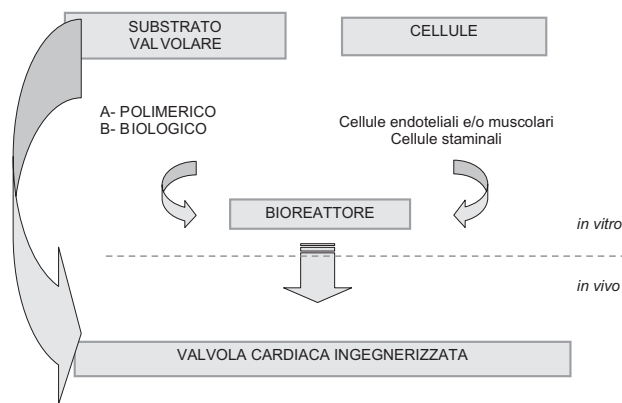 SUBSTRATO
VALVOLARE
CELLULE
A- POLIMERICO
B- BIOLOGICO
Cellule endoteliali e/o muscolari
Cellule staminali
BIOREATTORE
in vitro
in vivo
VALVOLA CARDIACA INGEGNERIZZATA